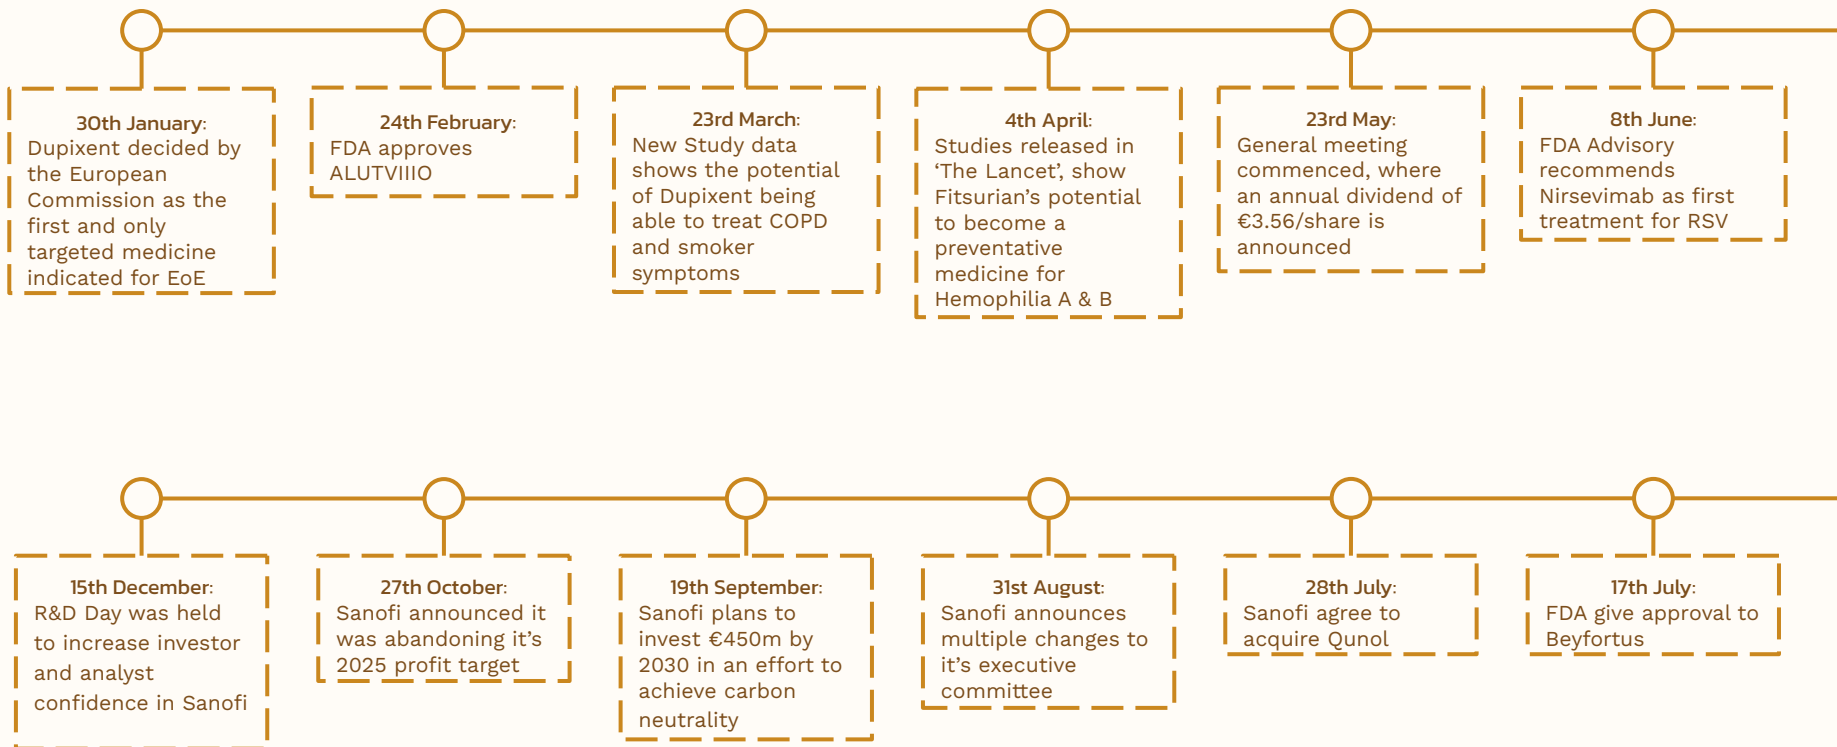 30th January:
Dupixent decided by
the European
Commission as the
first and only
targeted medicine
indicated for EoE
24th February:
FDA approves
ALUTVIIIO
23rd March:
New Study data
shows the potential
of Dupixent being
able to treat COPD
and smoker
symptoms
4th April:
Studies released in
‘The Lancet’, show
Fitsurian’s potential
to become a
preventative
medicine for
Hemophilia A & B
23rd May:
General meeting
commenced, where
an annual dividend of
€3.56/share is
announced
8th June:
FDA Advisory
recommends
Nirsevimab as first
treatment for RSV
15th December:
R&D Day was held
to increase investor
and analyst
confidence in Sanofi
27th October:
Sanofi announced it
was abandoning it’s
2025 profit target
19th September:
Sanofi plans to
invest €450m by
2030 in an effort to
achieve carbon
neutrality
31st August:
Sanofi announces
multiple changes to
it’s executive
committee
28th July:
Sanofi agree to
acquire Qunol
17th July:
FDA give approval to
Beyfortus